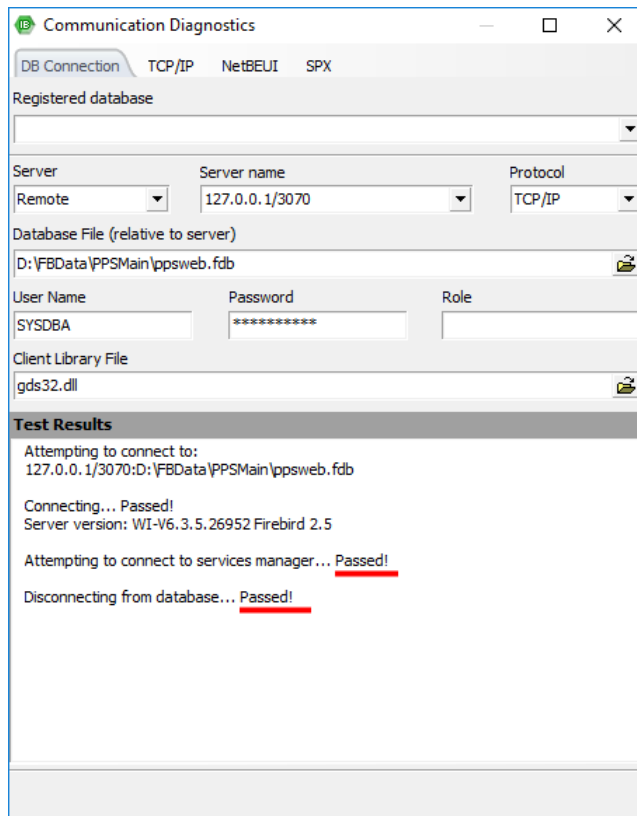 Communication Diagnostics
DB Connection TCP/IP NetBEUI SPX
Registered database
Server Server name Protocol
Remote 127.0.0.1/3070 TCP/IP
Database File (relative to server)
D:\FBData\PPSMain\ppsweb.fdb
User Name Password Role
SYSDBA **********
Client Library File
gds32.dll
Test Results
Attempting to connect to:
127.0.0.1/3070:D:\FBData\PPSMain\ppsweb.fdb
Connecting... Passed!
Server version: WI-V6.3.5.26952 Firebird 2.5
Attempting to connect to services manager... Passed!
Disconnecting from database... Passed!